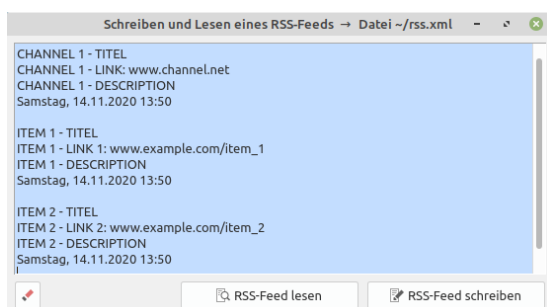 Schreiben und Lesen eines RSS-Feeds → Datei ~/rss.xml
CHANNEL 1 - TITEL
CHANNEL 1 - LINK: www.channel.net
CHANNEL 1 - DESCRIPTION
Samstag, 14.11.2020 13:50
ITEM 1 - TITEL
ITEM 1 - LINK 1: www.example.com/item_1
ITEM 1 - DESCRIPTION
Samstag, 14.11.2020 13:50
ITEM 2 - TITEL
ITEM 2 - LINK 2: www.example.com/item_2
ITEM 2 - DESCRIPTION
Samstag, 14.11.2020 13:50
RSS-Feed lesen RSS-Feed schreiben